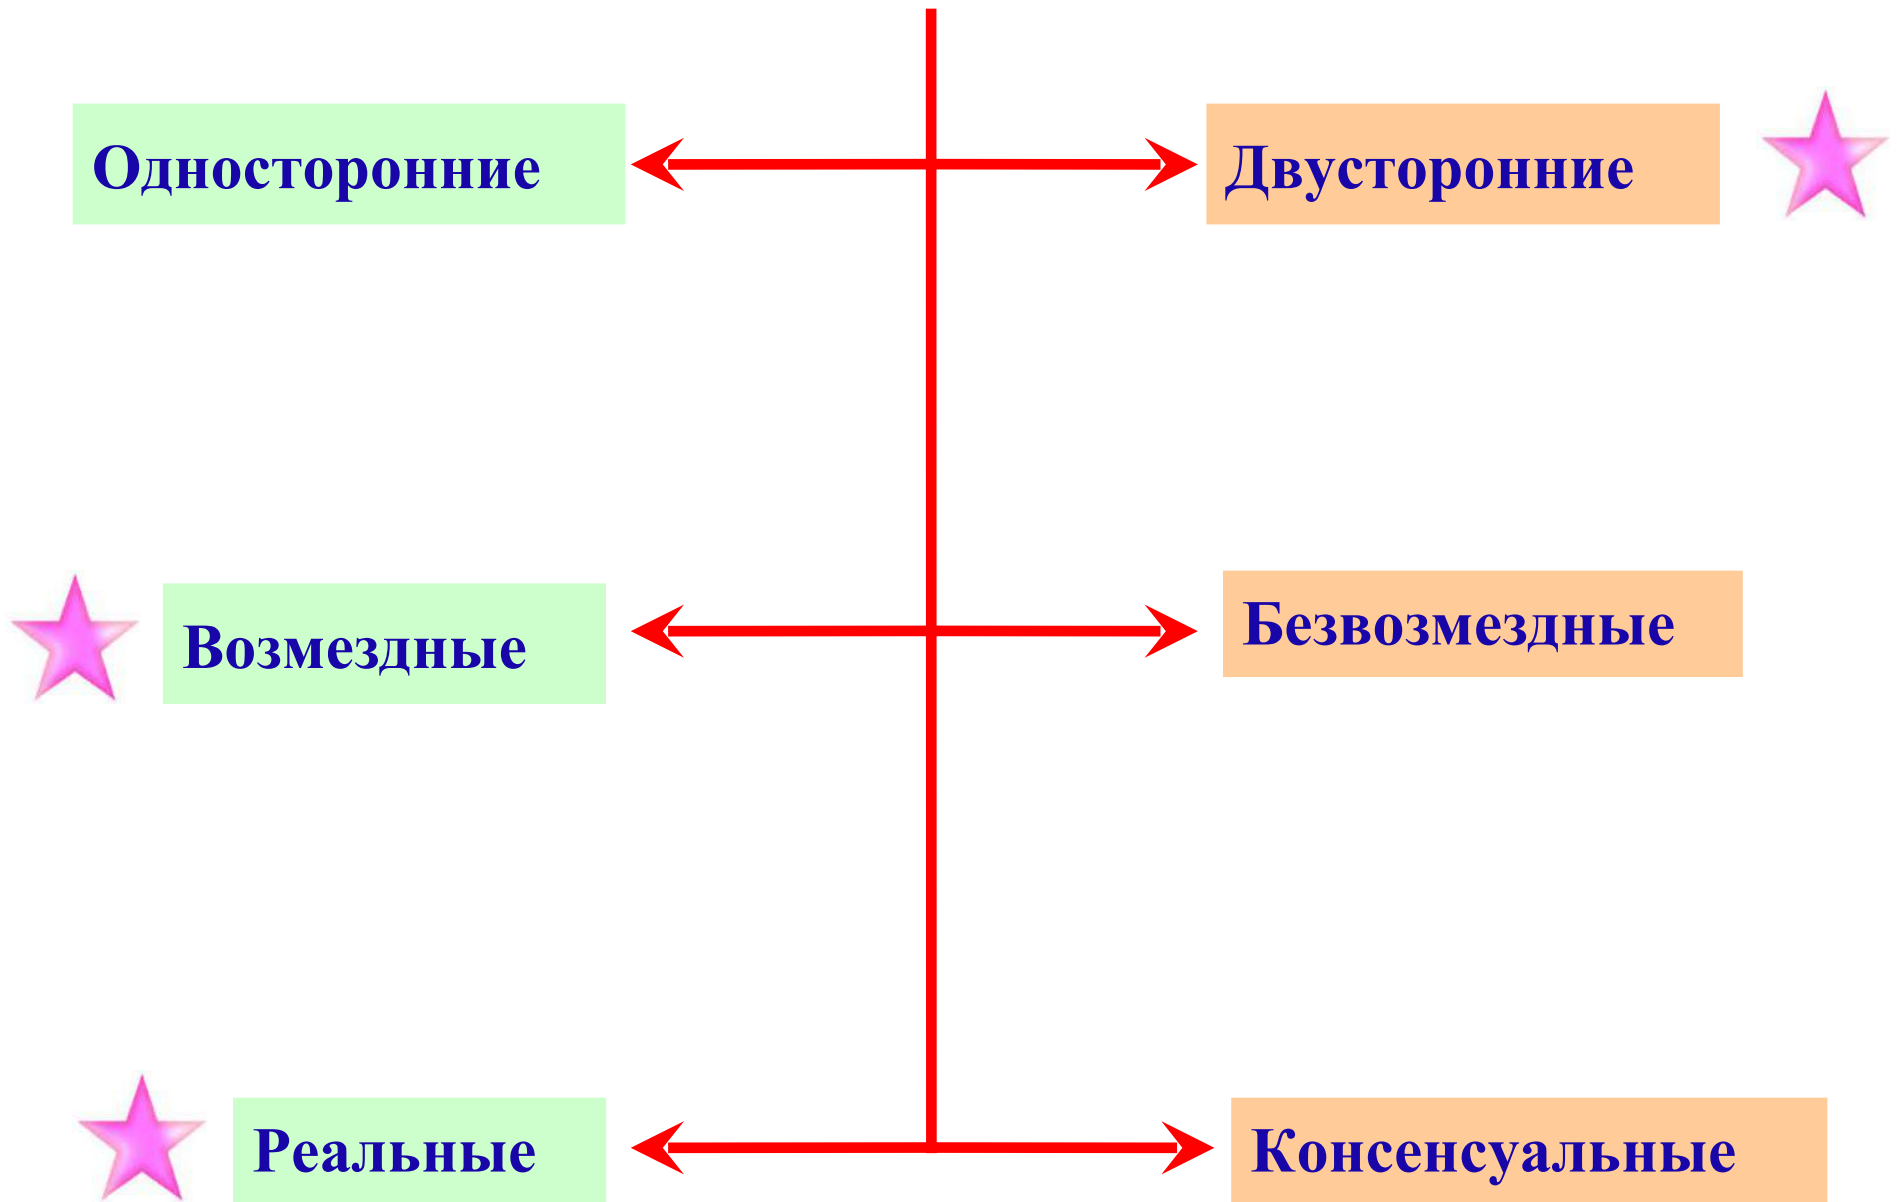 Односторонние
Двусторонние
Возмездные
Безвозмездные
Реальные
Консенсуальные